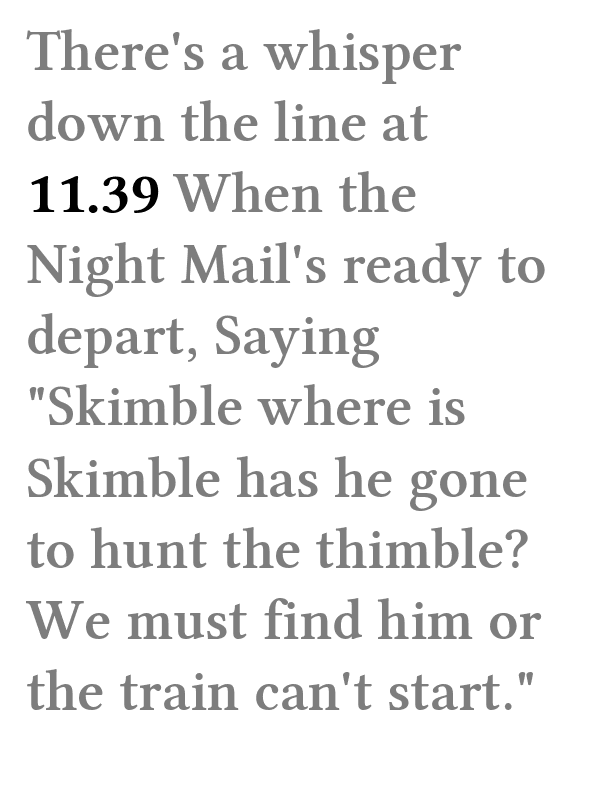 There's a whisper
down the line at
11.39 When the
Night Mail's ready to
depart, Saying
"Skimble where is
Skimble has he gone
to hunt the thimble?
We must find him or
the train can't start."